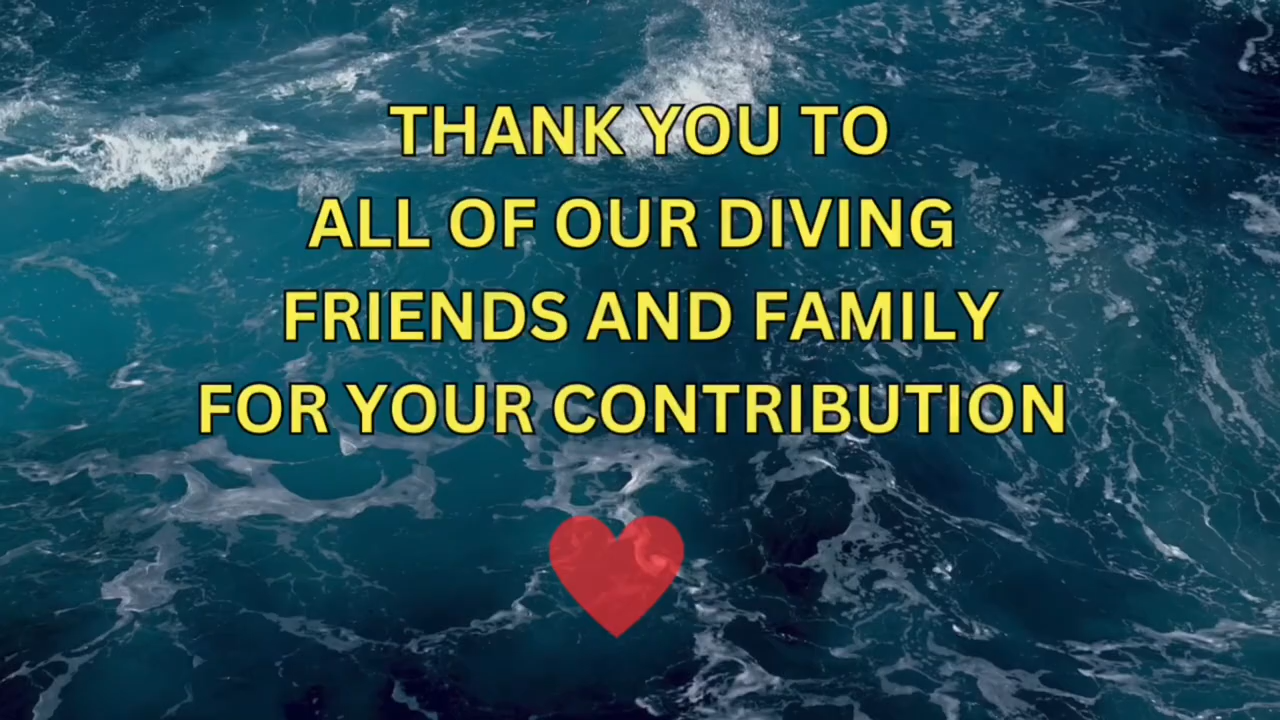 THANK YOU TO
ALL OF OUR DIVING
FRIENDS AND FAMILY
FOR YOUR CONTRIBUTION